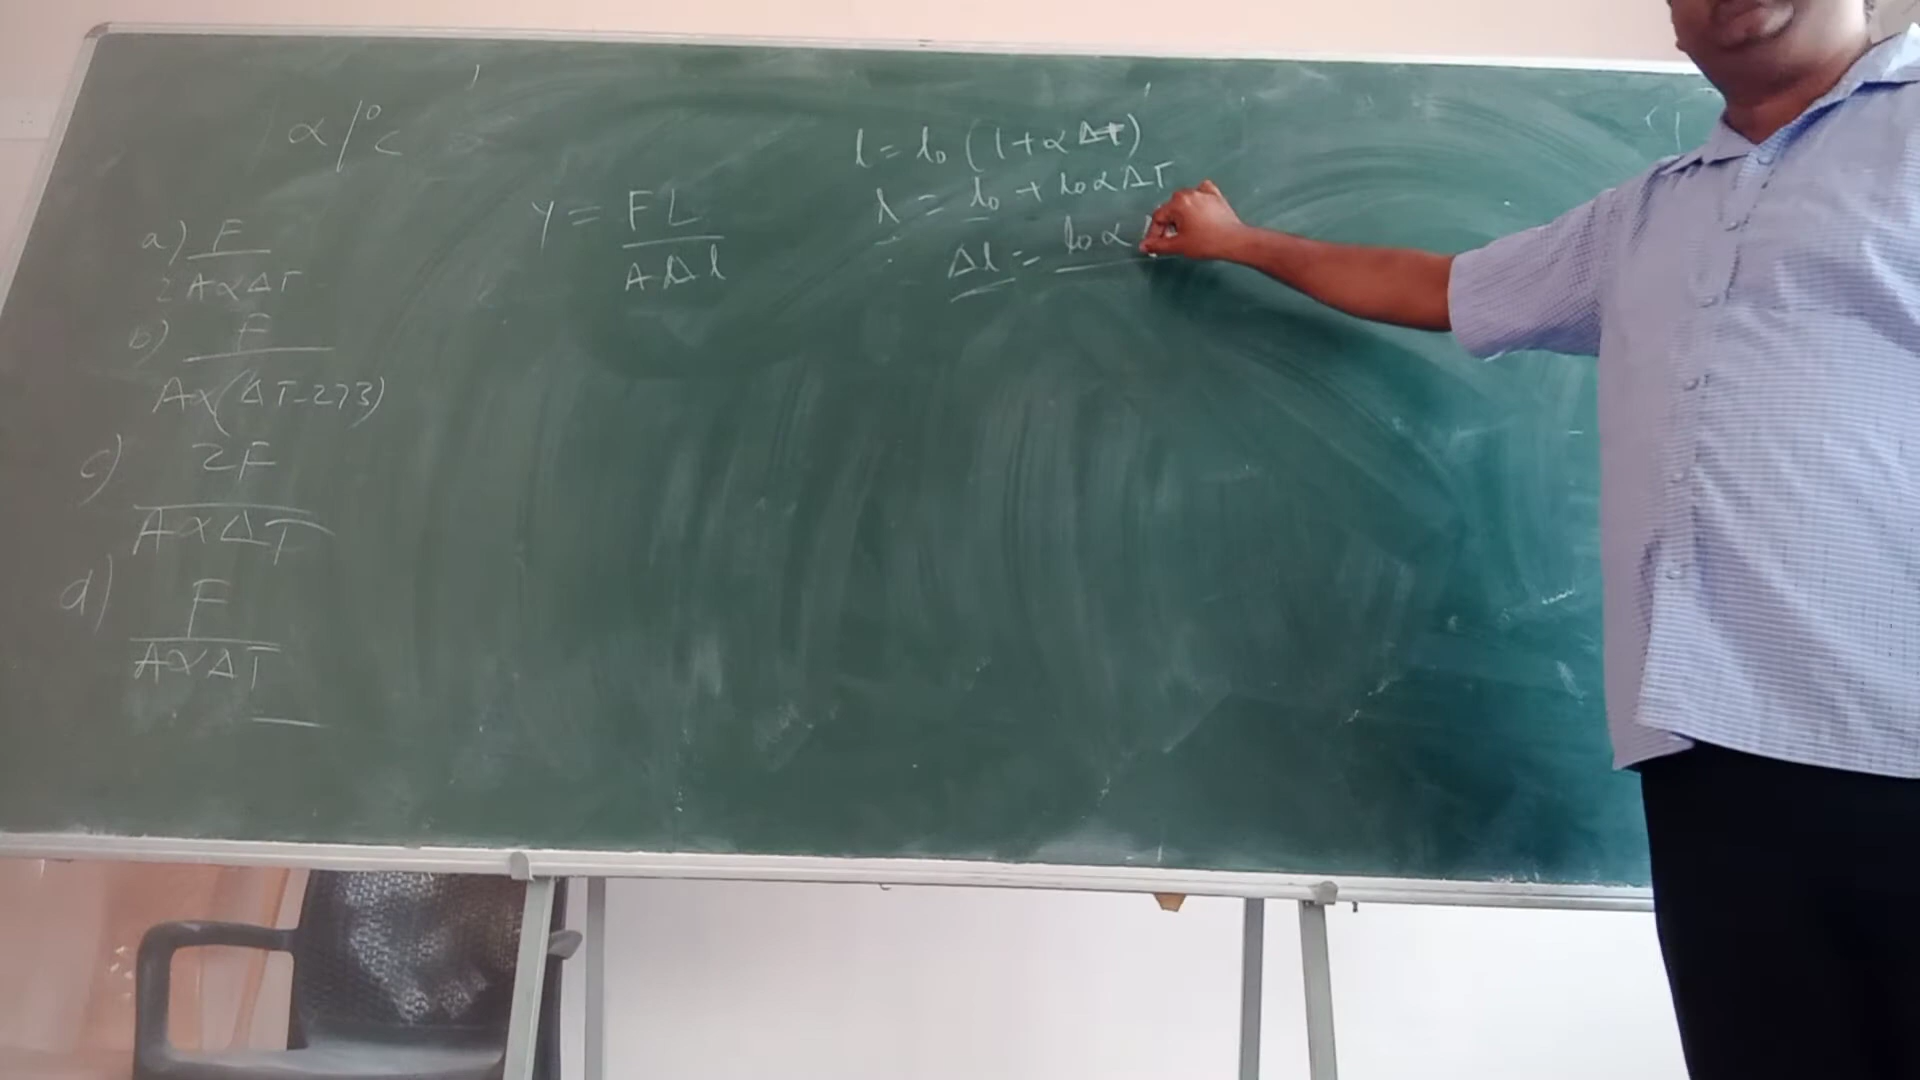 α/°C
a) F
2AαΔT
b) F
Aα(ΔT-273)
c) 2F
AαΔT
d) F
AαΔT
Y = FL
AΔl
l = l₀ (1+αΔT)
l = l₀ + l₀αΔT
Δl = l₀α